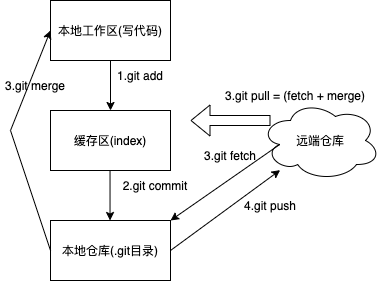 本地工作区(写代码)
1.git add
3.git merge
3.git pull = (fetch + merge)
缓存区(index)
远端仓库
3.git fetch
2.git commit
4.git push
本地仓库(.git目录)